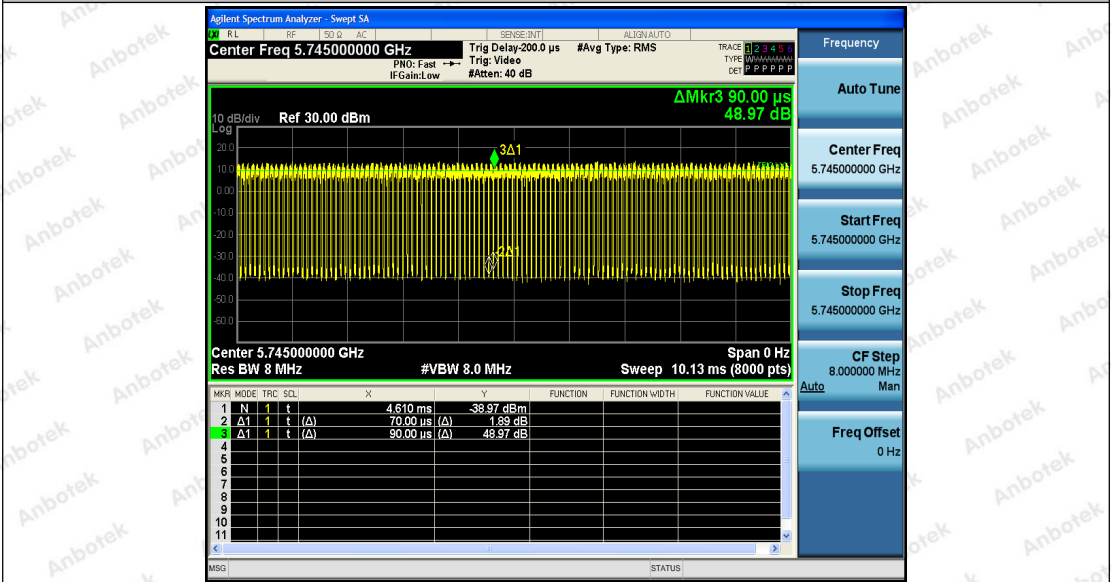 Agilent Spectrum Analyzer - Swept SA
RL RF 50 Ω AC SENSE:INT ALIGNAUTO
Center Freq 5.745000000 GHz
PNO: Fast
IFGain:Low
Trig Delay-200.0 µs
Trig: Video
#Atten: 40 dB
#Avg Type: RMS
TRACE 1 2 3 4 5 6
TYPE
DET P P P P P P
ΔMkr3 90.00 µs
48.97 dB
10 dB/div
Log
Ref 30.00 dBm
20.0
10.0
0.00
-10.0
-20.0
-30.0
-40.0
-50.0
-60.0
3Δ1
2Δ1
Center 5.745000000 GHz Span 0 Hz
Res BW 8 MHz #VBW 8.0 MHz Sweep 10.13 ms (8000 pts)
MKR MODE TRC SCL X Y FUNCTION FUNCTION WIDTH FUNCTION VALUE
1 N 1 t 4.610 ms -38.97 dBm
2 Δ1 1 t (Δ) 70.00 µs (Δ) 1.89 dB
3 Δ1 1 t (Δ) 90.00 µs (Δ) 48.97 dB
4
5
6
7
8
9
10
11
MSG STATUS
Frequency
Auto Tune
Center Freq
5.745000000 GHz
Start Freq
5.745000000 GHz
Stop Freq
5.745000000 GHz
CF Step
8.000000 MHz
Auto Man
Freq Offset
0 Hz
Anbotek